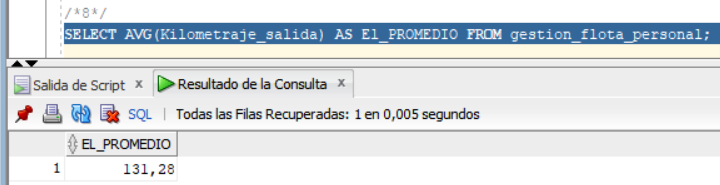 /*8*/
SELECT AVG(Kilometraje_salida) AS El_PROMEDIO FROM gestion_flota_personal;
Salida de Script x Resultado de la Consulta x
SQL | Todas las Filas Recuperadas: 1 en 0,005 segundos
EL_PROMEDIO
1 131,28